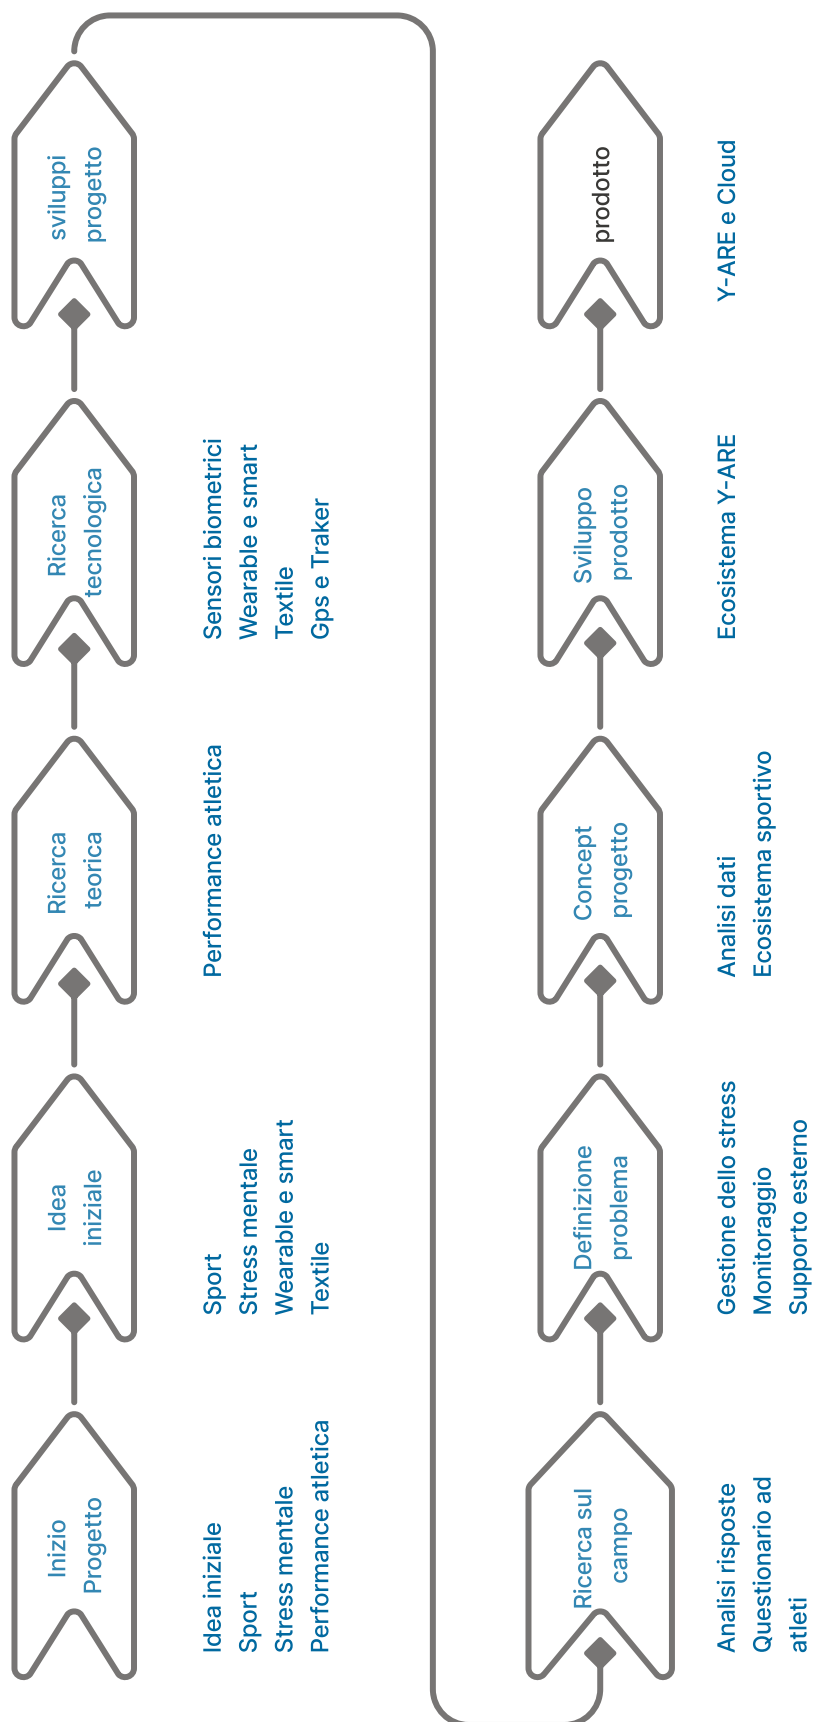 Inizio
Progetto
Idea iniziale
Sport
Stress mentale
Performance atletica
Idea
iniziale
Sport
Stress mentale
Wearable e smart
Textile
Ricerca
teorica
Performance atletica
Ricerca
tecnologica
Sensori biometrici
Wearable e smart
Textile
Gps e Traker
sviluppi
progetto
Ricerca sul
campo
Analisi risposte
Questionario ad
atleti
Definizione
problema
Gestione dello stress
Monitoraggio
Supporto esterno
Concept
progetto
Analisi dati
Ecosistema sportivo
Sviluppo
prodotto
Ecosistema Y-ARE
prodotto
Y-ARE e Cloud